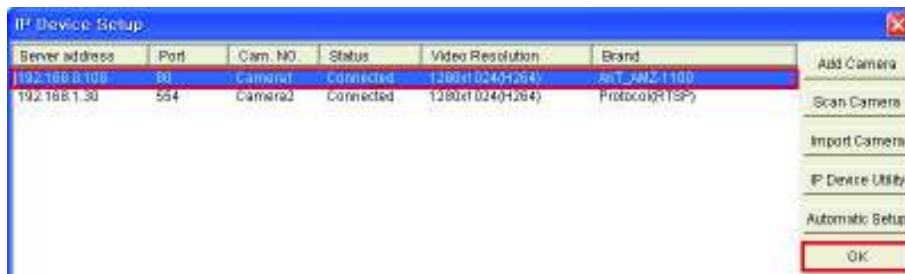 IP Device Setup
Server address Port Cam. NO. Status Video Resolution Brand
192.168.0.108 80 Camera1 Connected 1280x1024(H264)
192.168.1.30 554 Camera2 Connected 1280x1024(H264) Protocol(RTSP)
Add Camera
Scan Camera
Import Camera
IP Device Utility
Automatic Setup
OK